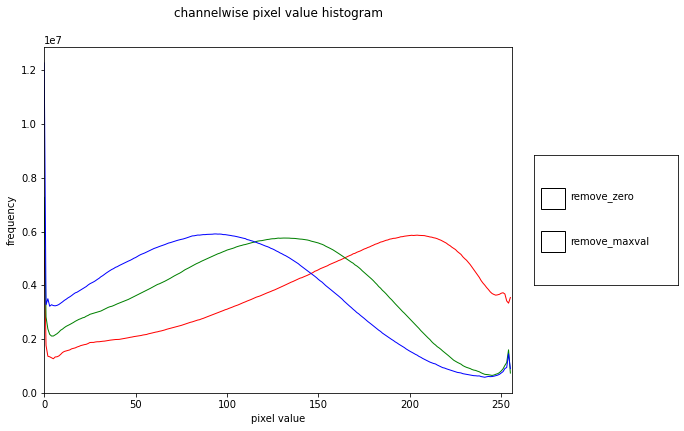 channelwise pixel value histogram
1e7
1.2
1.0
0.8
0.6
0.4
0.2
0.0
frequency
0 50 100 150 200 250
pixel value
remove_zero
remove_maxval